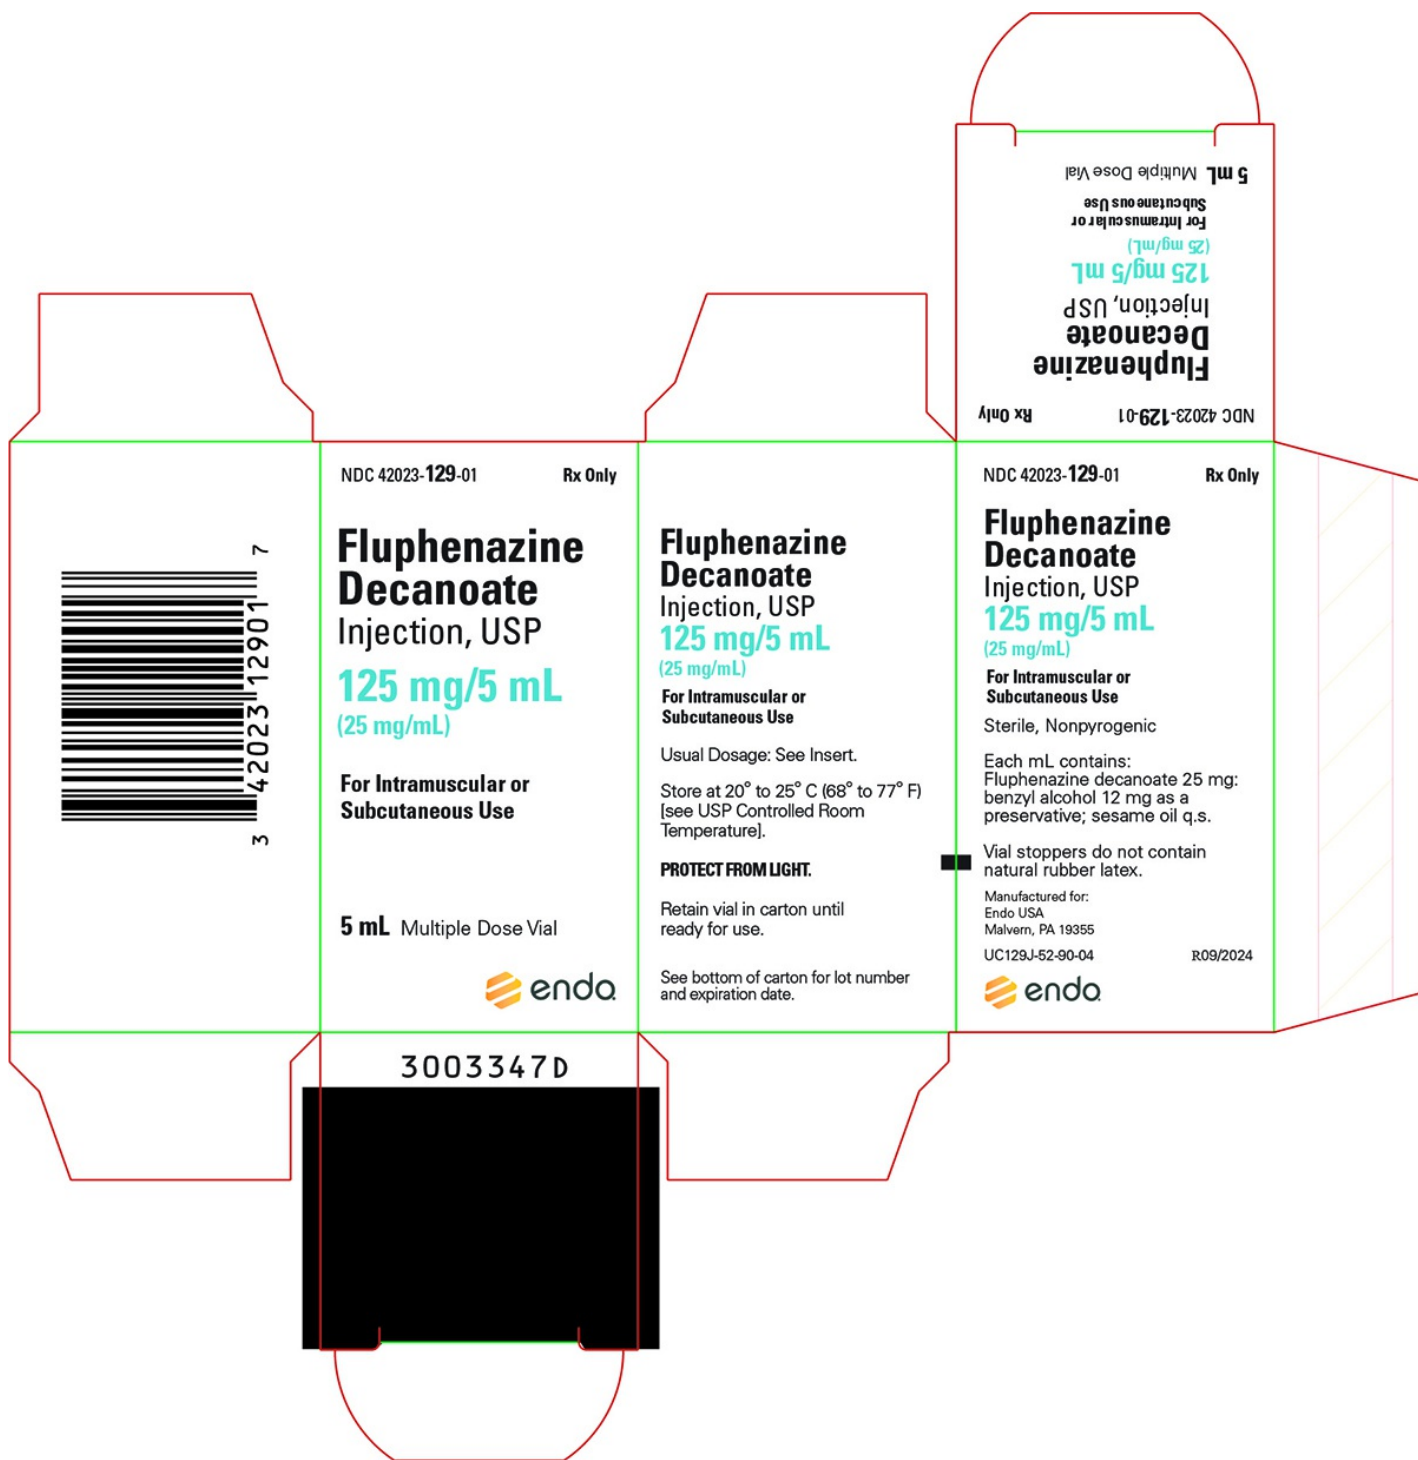 5 mL Multiple Dose Vial
For Intramuscular or
Subcutaneous Use
(25 mg/mL)
125 mg/5 mL
Injection, USP
Decanoate
Fluphenazine
NDC 42023-129-01 Rx Only
3 42023 12901 7
NDC 42023-129-01 Rx Only
Fluphenazine
Decanoate
Injection, USP
125 mg/5 mL
(25 mg/mL)
For Intramuscular or
Subcutaneous Use
5 mL Multiple Dose Vial
endo
Fluphenazine
Decanoate
Injection, USP
125 mg/5 mL
(25 mg/mL)
For Intramuscular or
Subcutaneous Use
Usual Dosage: See Insert.
Store at 20° to 25° C (68° to 77° F)
[see USP Controlled Room
Temperature].
PROTECT FROM LIGHT.
Retain vial in carton until
ready for use.
See bottom of carton for lot number
and expiration date.
NDC 42023-129-01 Rx Only
Fluphenazine
Decanoate
Injection, USP
125 mg/5 mL
(25 mg/mL)
For Intramuscular or
Subcutaneous Use
Sterile, Nonpyrogenic
Each mL contains:
Fluphenazine decanoate 25 mg:
benzyl alcohol 12 mg as a
preservative; sesame oil q.s.
Vial stoppers do not contain
natural rubber latex.
Manufactured for:
Endo USA
Malvern, PA 19355
UC129J-52-90-04 R09/2024
endo
3003347D